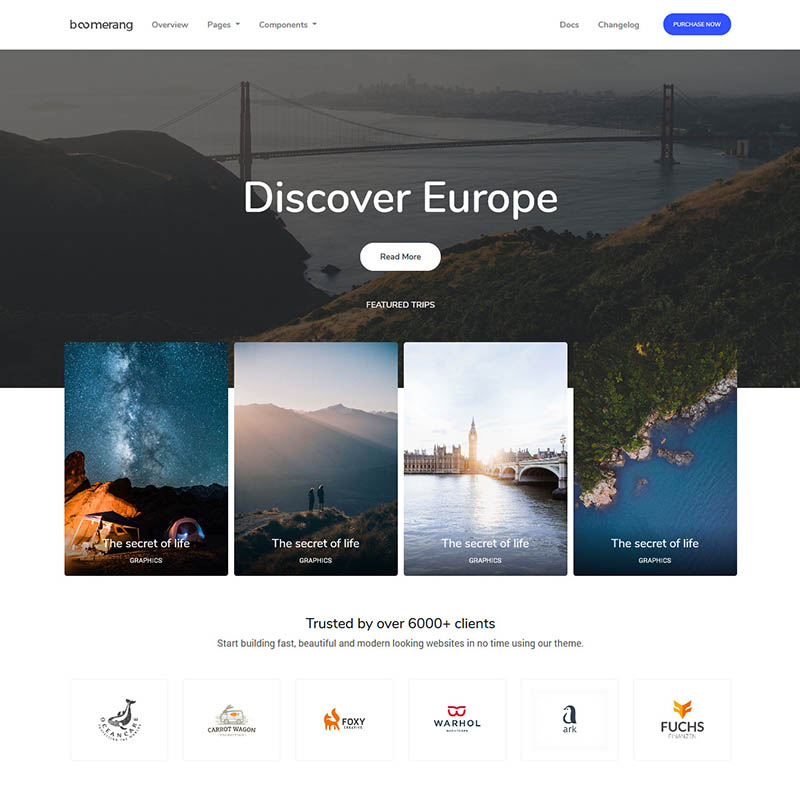 boomerang Overview Pages Components Docs Changelog PURCHASE NOW
Discover Europe
Read More
FEATURED TRIPS
The secret of life
GRAPHICS
The secret of life
GRAPHICS
The secret of life
GRAPHICS
The secret of life
GRAPHICS
Trusted by over 6000+ clients
Start building fast, beautiful and modern looking websites in no time using our theme.
OCEANCARE
CARROT WAGON
FOXY
CREATIVE
WARHOL
ark
FUCHS
FINANZEN